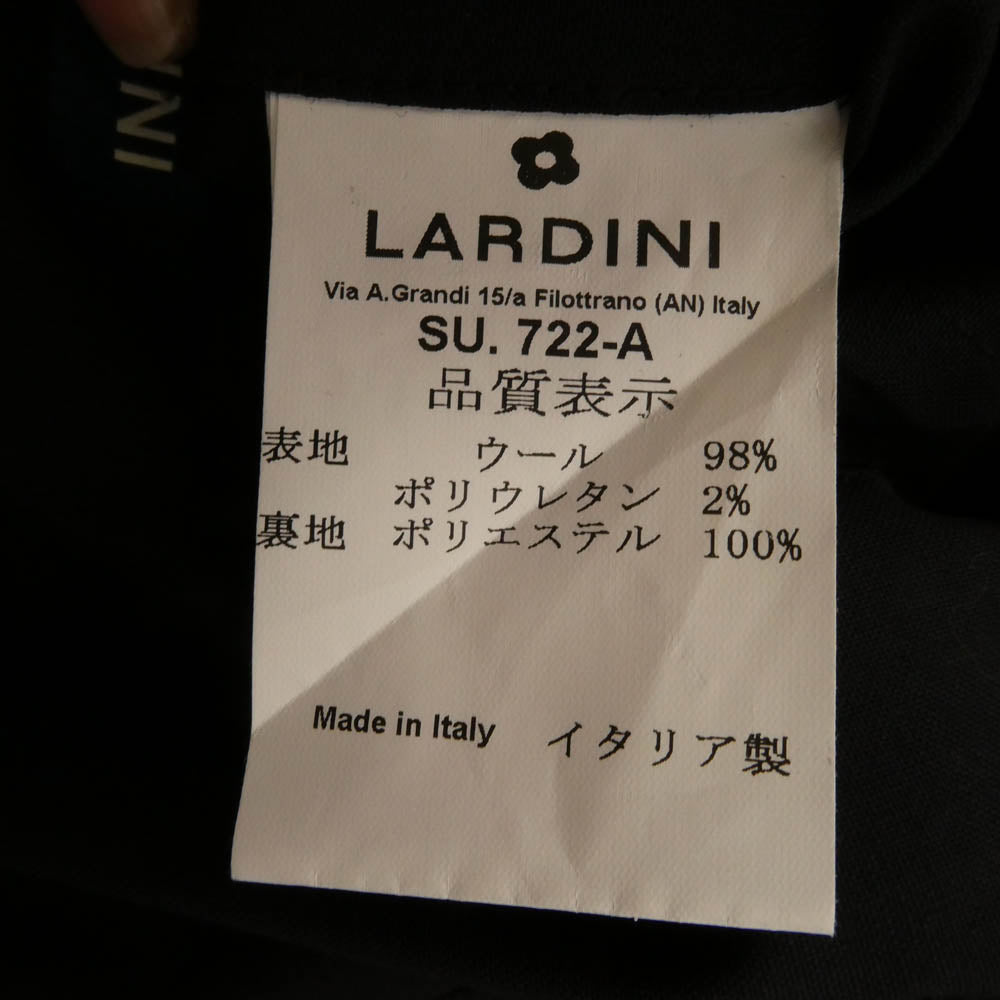 INI
LARDINI
Via A.Grandi 15/a Filottrano (AN) Italy
SU. 722-A
品質表示
表地 ウール 98%
ポリウレタン 2%
裏地 ポリエステル 100%
Made in Italy イタリア製